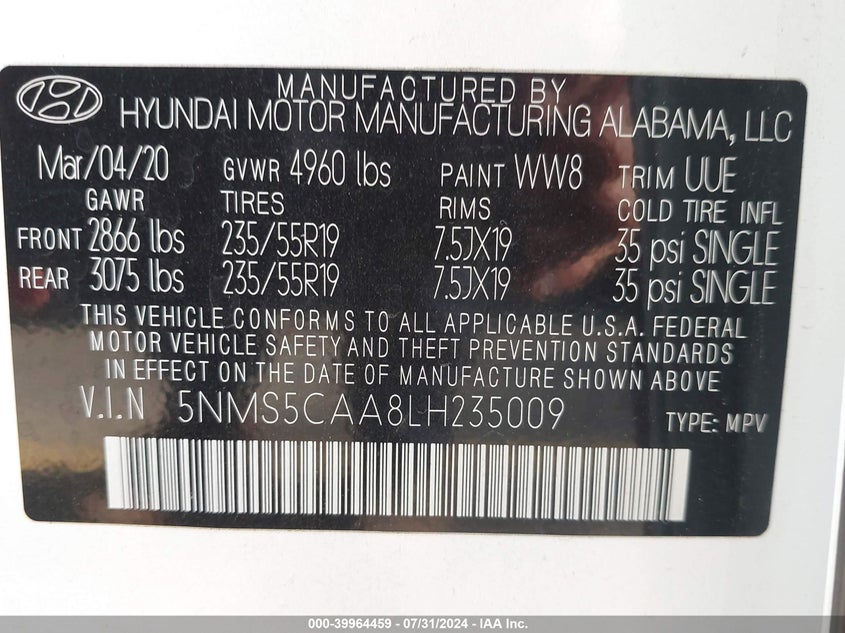 MANUFACTURED BY
HYUNDAI MOTOR MANUFACTURING ALABAMA, LLC
Mar/04/20 GVWR 4960 lbs PAINT WW8 TRIM UUE
GAWR TIRES RIMS COLD TIRE INFL
FRONT 2866 lbs 235/55R19 7.5JX19 35 psi SINGLE
REAR 3075 lbs 235/55R19 7.5JX19 35 psi SINGLE
THIS VEHICLE CONFORMS TO ALL APPLICABLE U.S.A. FEDERAL
MOTOR VEHICLE SAFETY AND THEFT PREVENTION STANDARDS
IN EFFECT ON THE DATE OF MANUFACTURE SHOWN ABOVE
V.I.N 5NMS5CAA8LH235009 TYPE: MPV
000-39964459 - 07/31/2024 - IAA Inc.